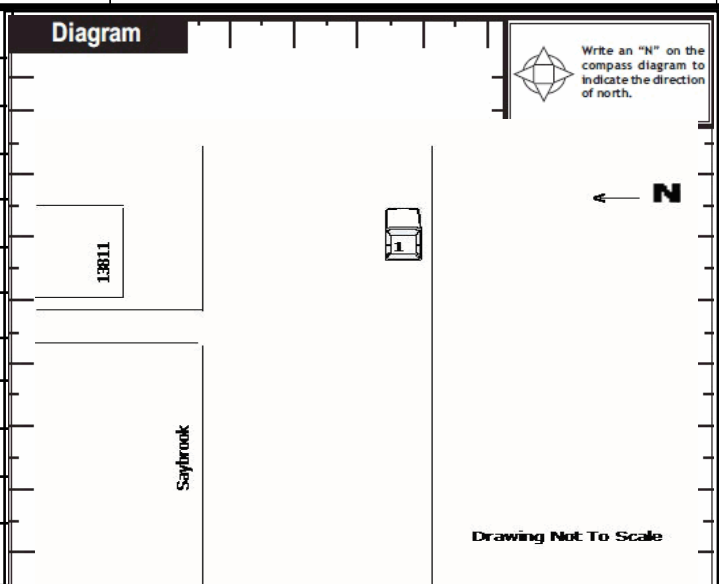 Diagram
Write an “N” on the
compass diagram to
indicate the direction
of north.
N
1
13811
Saybrook
Drawing Not To Scale